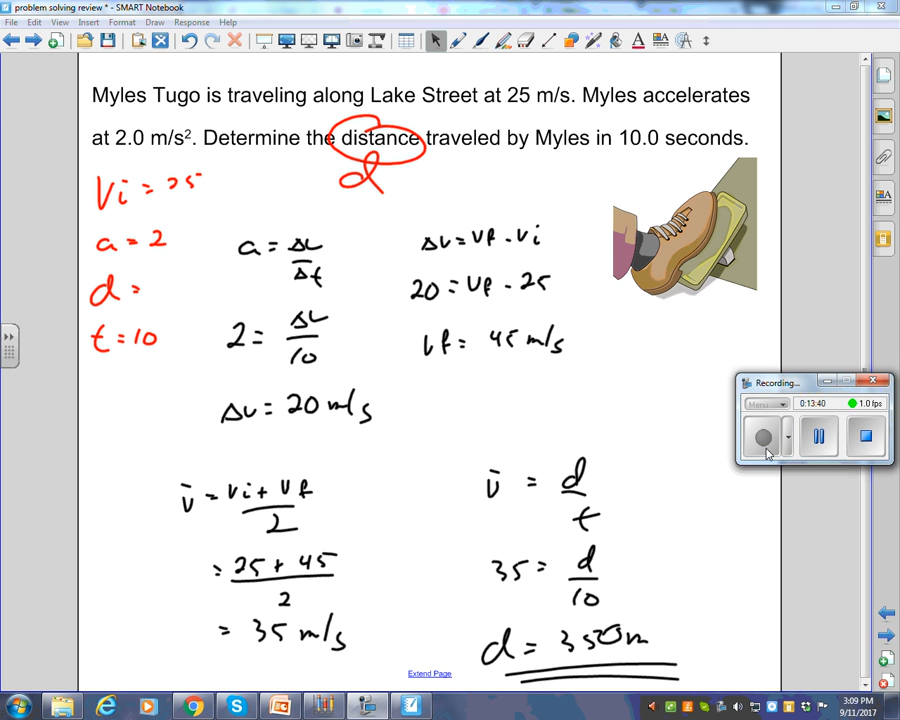 problem solving review * - SMART Notebook
File Edit View Insert Format Draw Response Help
Myles Tugo is traveling along Lake Street at 25 m/s. Myles accelerates
at 2.0 m/s². Determine the distance traveled by Myles in 10.0 seconds.
d
Vi = 25
a = 2
d =
t = 10
a = Δv
Δt
2 = Δv
10
Δv = 20 m/s
Δv = Vf - Vi
20 = Vf - 25
Vf = 45 m/s
Recording...
Menu
0:13:40
1.0 fps
v̄ = Vi + Vf
2
= 25 + 45
2
= 35 m/s
v̄ = d
t
35 = d
10
d = 350m
Extend Page
3:09 PM
9/11/2017